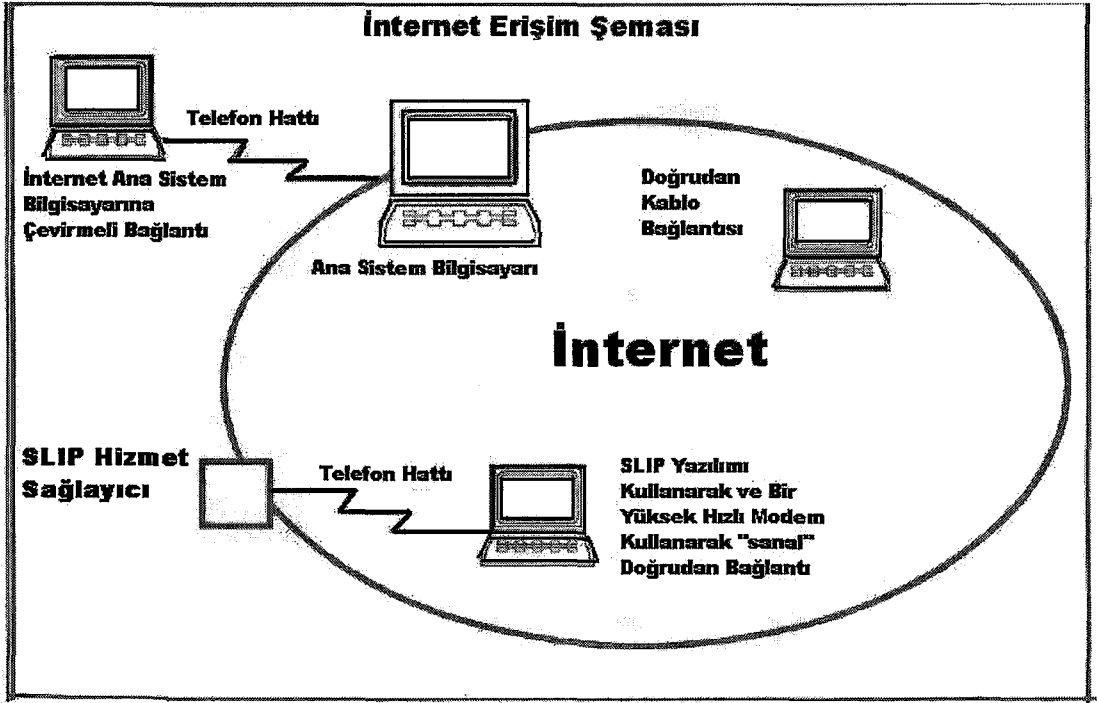 İnternet Erişim Şeması
Telefon Hattı
İnternet Ana Sistem
Bilgisayarına
Çevirmeli Bağlantı
Ana Sistem Bilgisayarı
Doğrudan
Kablo
Bağlantısı
İnternet
SLIP Hizmet
Sağlayıcı
Telefon Hattı
SLIP Yazılımı
Kullanarak ve Bir
Yüksek Hızlı Modem
Kullanarak "sanal"
Doğrudan Bağlantı